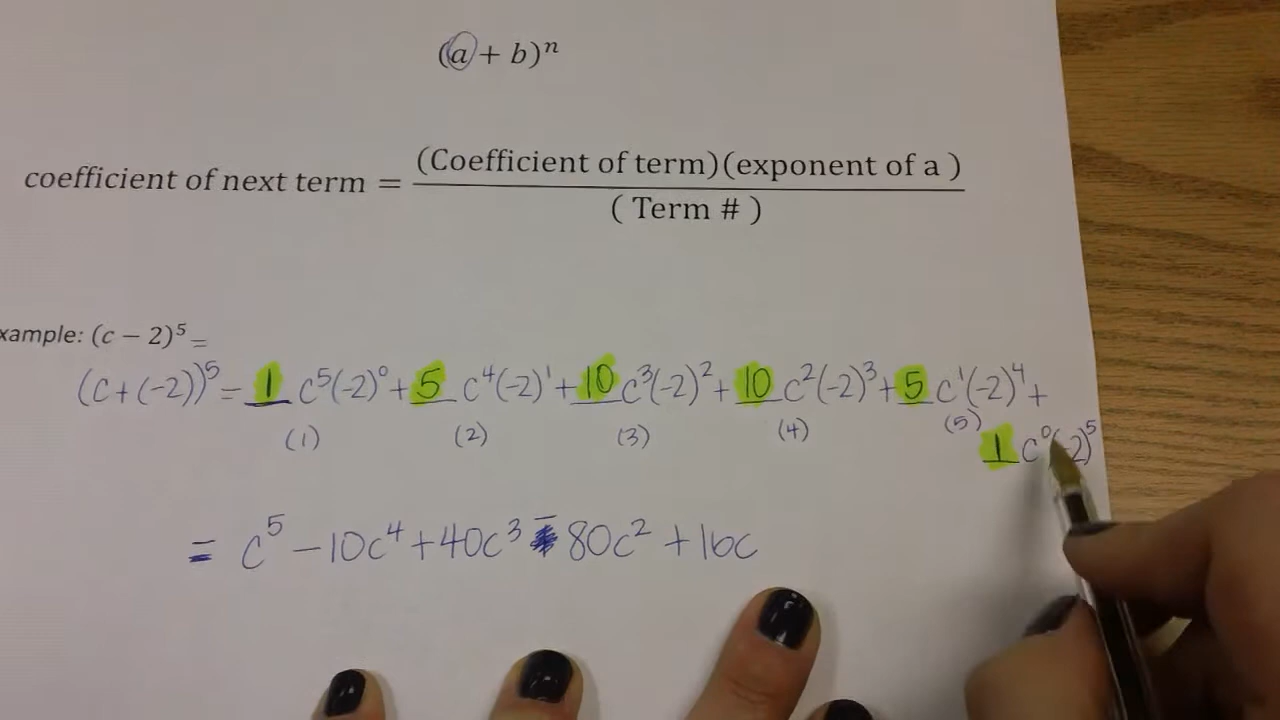 (a + b)ⁿ
coefficient of next term = (Coefficient of term)(exponent of a ) / ( Term # )
xample: (c − 2)⁵ =
(c+(-2))⁵ = 1 c⁵(-2)⁰ + 5 c⁴(-2)¹ + 10 c³(-2)² + 10 c²(-2)³ + 5 c¹(-2)⁴ +
(1) (2) (3) (4) (5)
1 c⁰(-2)⁵
= c⁵ - 10c⁴ + 40c³ - 80c² + 16c